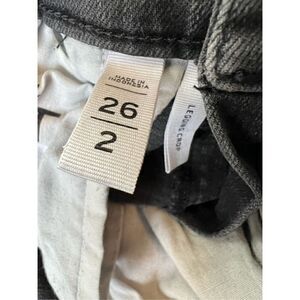 MADE IN
INDONESIA
26
2
LEGGING CROP